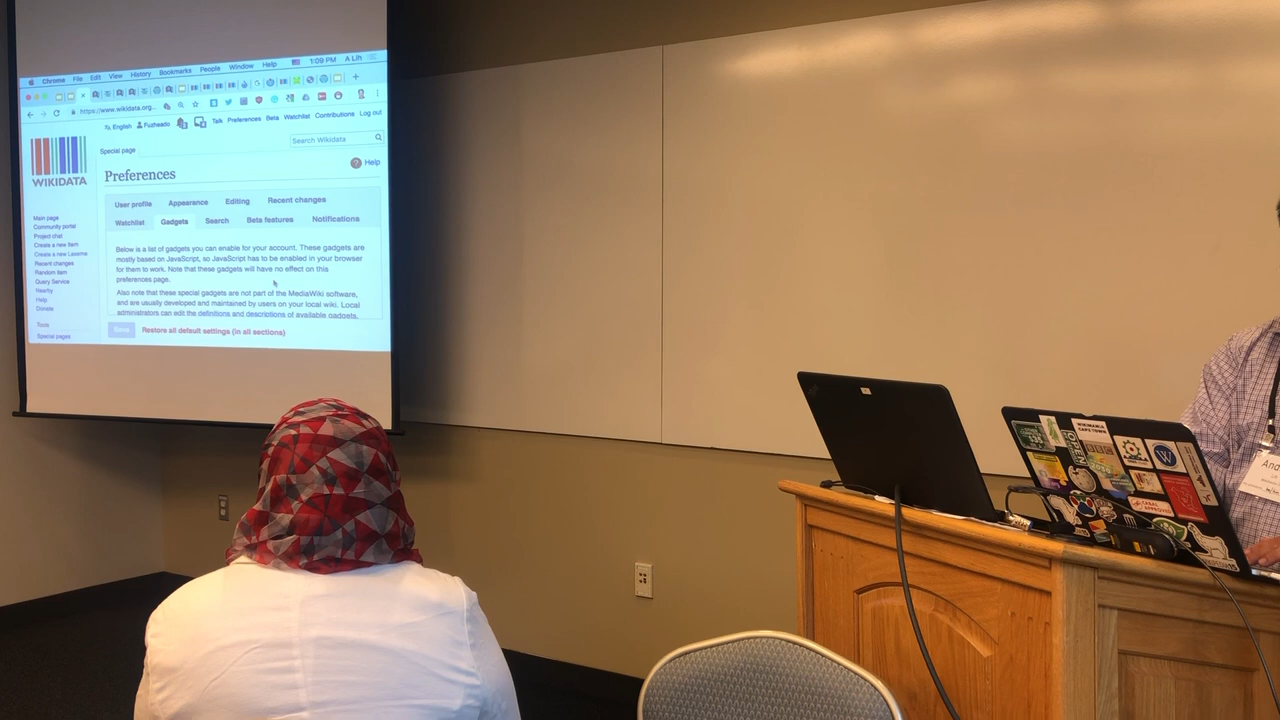 Chrome File Edit View History Bookmarks People Window Help 1:09 PM A Lih
https://www.wikidata.org...
English Fuzheado Talk Preferences Beta Watchlist Contributions Log out
Special page
Search Wikidata
Help
WIKIDATA
Preferences
User profile Appearance Editing Recent changes
Watchlist Gadgets Search Beta features Notifications
Main page
Community portal
Project chat
Create a new item
Create a new Lexeme
Recent changes
Random item
Query Service
Nearby
Help
Donate
Tools
Special pages
Below is a list of gadgets you can enable for your account. These gadgets are
mostly based on JavaScript, so JavaScript has to be enabled in your browser
for them to work. Note that these gadgets will have no effect on this
preferences page.
Also note that these special gadgets are not part of the MediaWiki software,
and are usually developed and maintained by users on your local wiki. Local
administrators can edit the definitions and descriptions of available gadgets.
Save Restore all default settings (in all sections)
WIKIMANIA
CAPE TOWN
BBC
W
CABAL
APPROVED